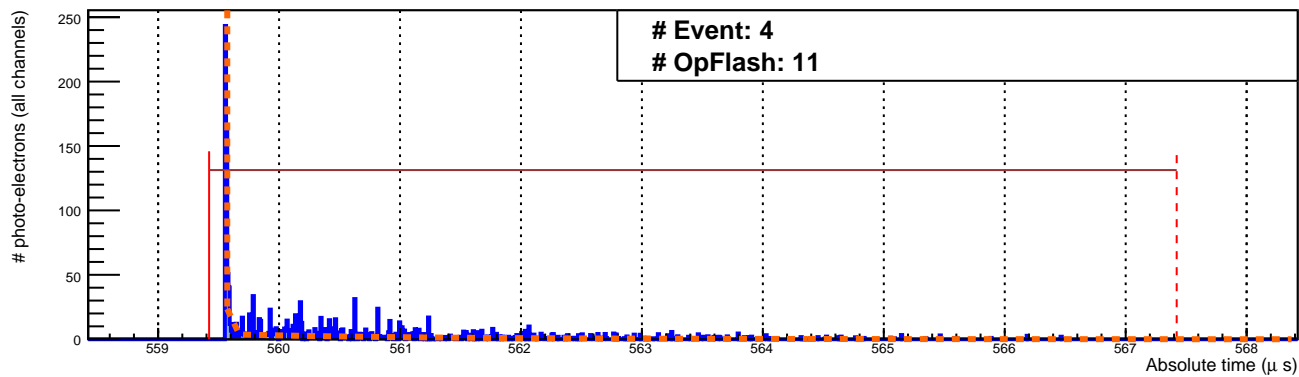 # Event: 4
# OpFlash: 11
# photo-electrons (all channels)
250
200
150
100
50
0
559 560 561 562 563 564 565 566 567 568
Absolute time (μ s)